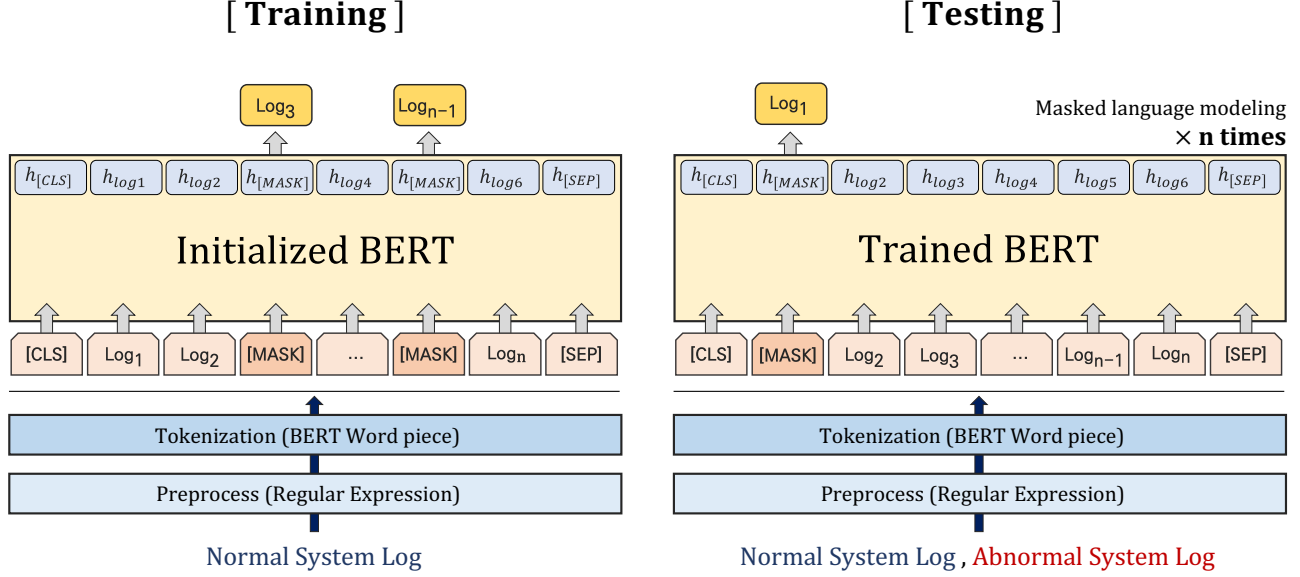 [ Training ]
Log3 Logn−1
h[CLS] hlog1 hlog2 h[MASK] hlog4 h[MASK] hlog6 h[SEP]
Initialized BERT
[CLS] Log1 Log2 [MASK] ... [MASK] Logn [SEP]
Tokenization (BERT Word piece)
Preprocess (Regular Expression)
Normal System Log
[ Testing ]
Log1
Masked language modeling
× n times
h[CLS] h[MASK] hlog2 hlog3 hlog4 hlog5 hlog6 h[SEP]
Trained BERT
[CLS] [MASK] Log2 Log3 ... Logn−1 Logn [SEP]
Tokenization (BERT Word piece)
Preprocess (Regular Expression)
Normal System Log , Abnormal System Log